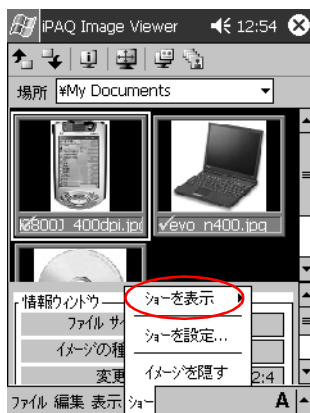 iPAQ Image Viewer 12:54
場所 ¥My Documents
400dpi.jpg
evo n400.jpg
情報ウィンドウ
ファイル サイ
イメージの種
変更 2:4
ショーを表示
ショーを設定...
イメージを隠す
ファイル 編集 表示 ショー A